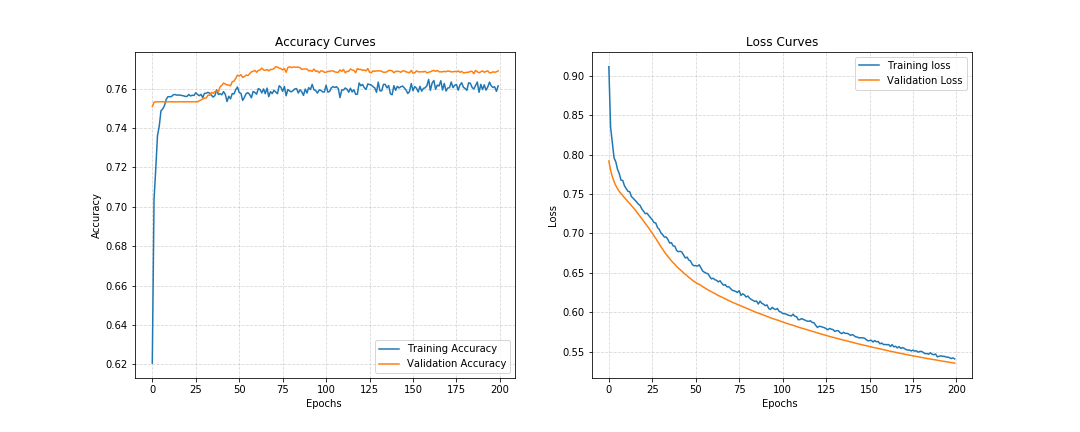 Accuracy Curves
Accuracy
0.76
0.74
0.72
0.70
0.68
0.66
0.64
0.62
Training Accuracy
Validation Accuracy
0 25 50 75 100 125 150 175 200
Epochs
Loss Curves
Loss
0.90
0.85
0.80
0.75
0.70
0.65
0.60
0.55
Training loss
Validation Loss
0 25 50 75 100 125 150 175 200
Epochs